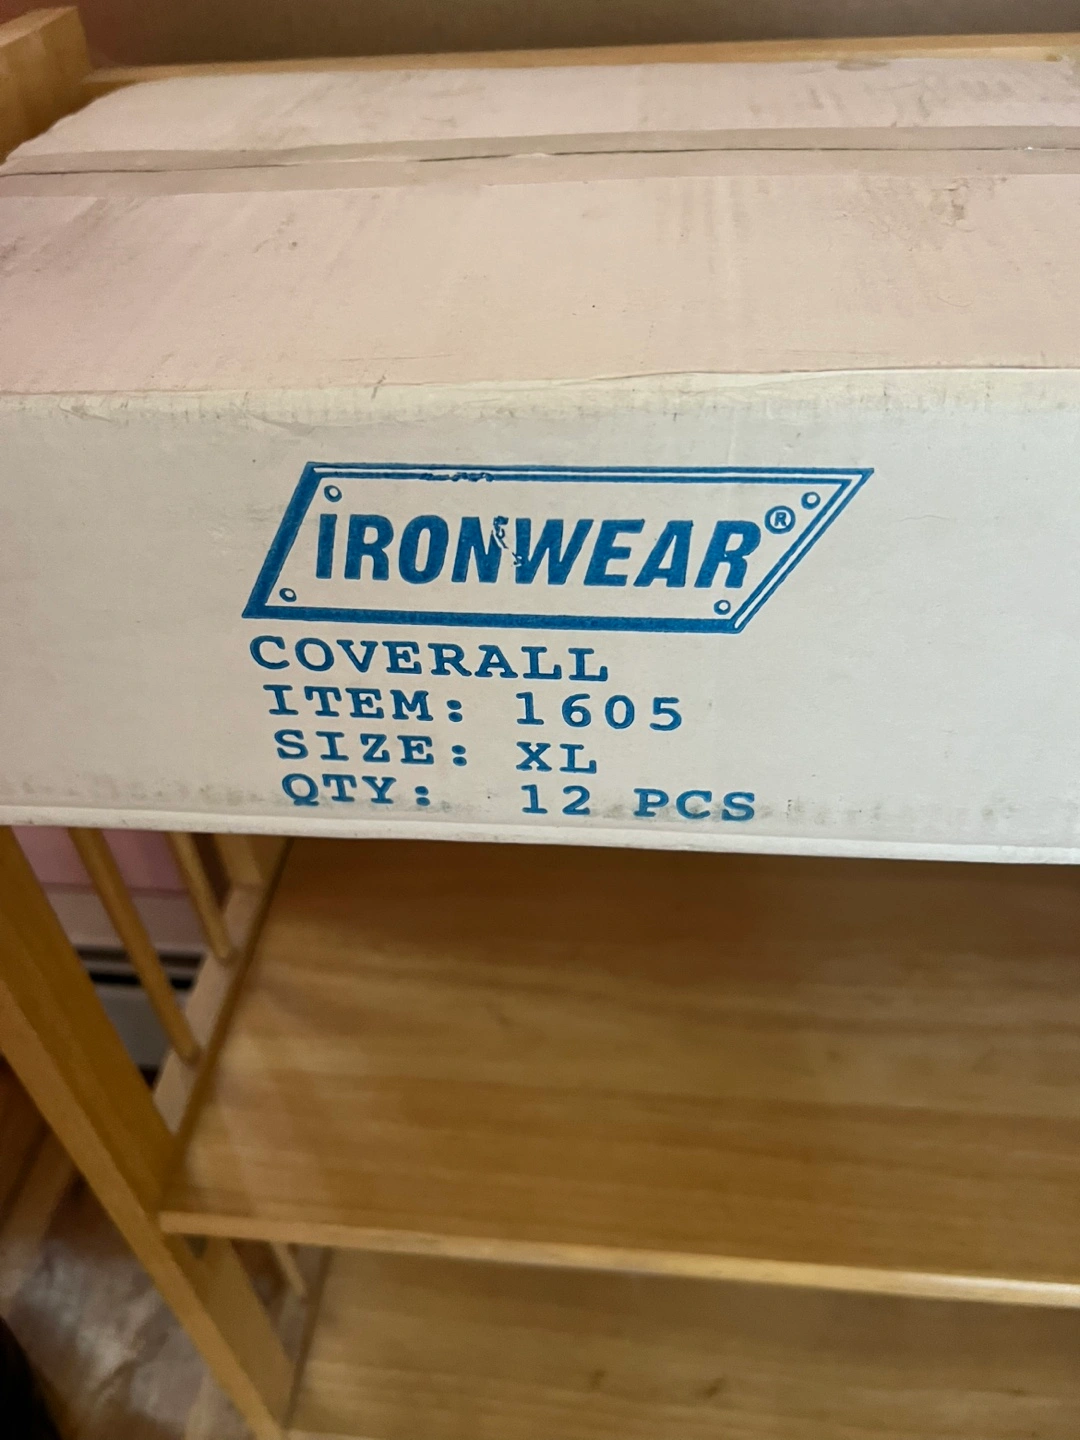 IRONWEAR®
COVERALL
ITEM: 1605
SIZE: XL
QTY: 12 PCS